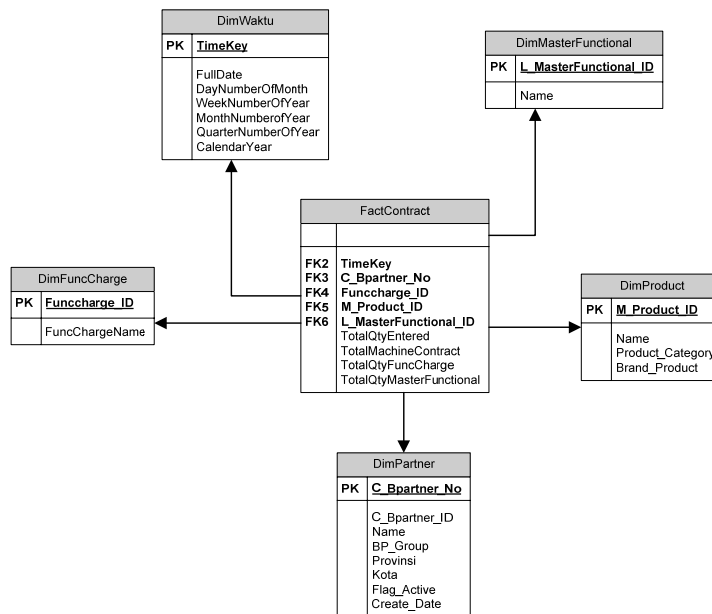 DimWaktu
PK TimeKey
FullDate
DayNumberOfMonth
WeekNumberOfYear
MonthNumberofYear
QuarterNumberOfYear
CalendarYear
DimMasterFunctional
PK L_MasterFunctional_ID
Name
FactContract
FK2 TimeKey
FK3 C_Bpartner_No
FK4 Funccharge_ID
FK5 M_Product_ID
FK6 L_MasterFunctional_ID
TotalQtyEntered
TotalMachineContract
TotalQtyFuncCharge
TotalQtyMasterFunctional
DimFuncCharge
PK Funccharge_ID
FuncChargeName
DimProduct
PK M_Product_ID
Name
Product_Category
Brand_Product
DimPartner
PK C_Bpartner_No
C_Bpartner_ID
Name
BP_Group
Provinsi
Kota
Flag_Active
Create_Date